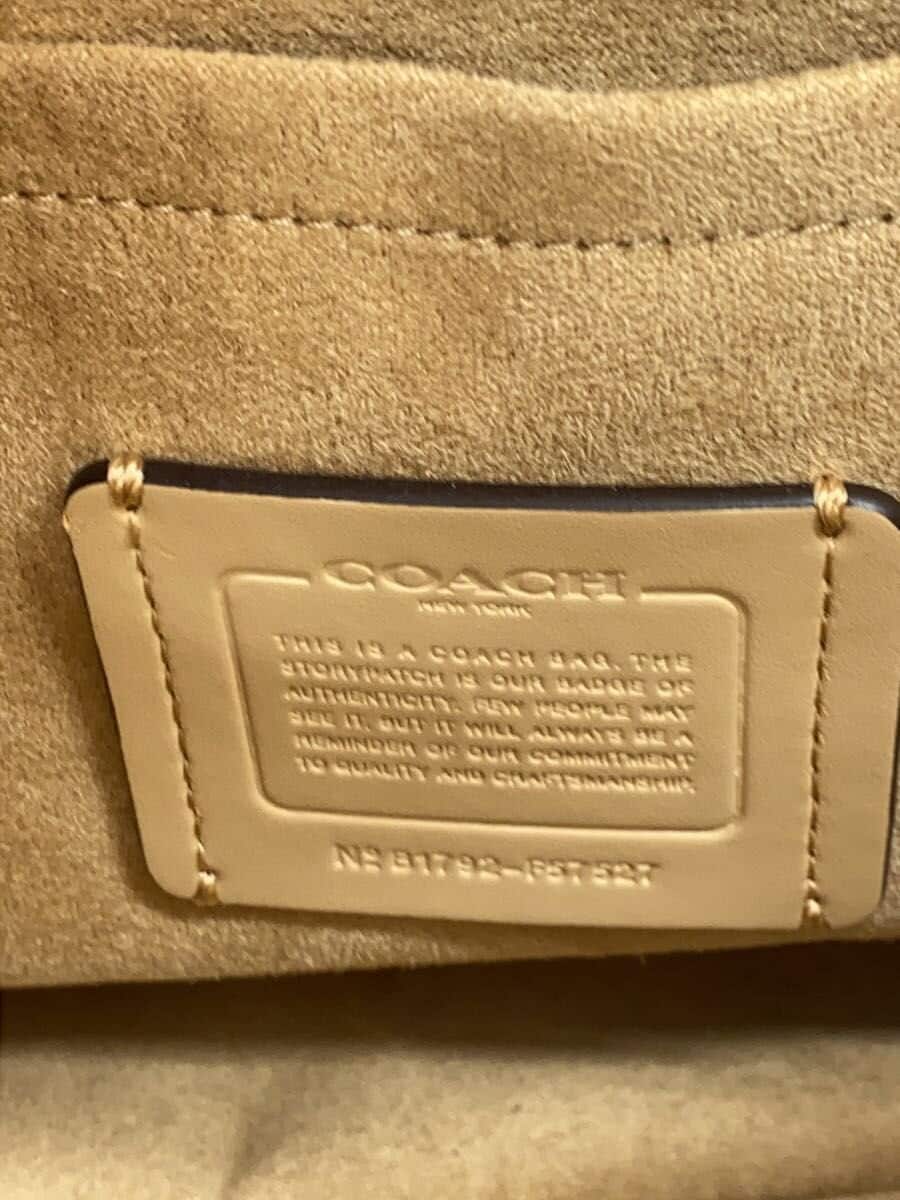 COACH
NEW YORK
THIS IS A COACH BAG. THE
STORYPATCH IS OUR BADGE OF
AUTHENTICITY. FEW PEOPLE MAY
SEE IT, BUT IT WILL ALWAYS BE A
REMINDER OF OUR COMMITMENT
TO QUALITY AND CRAFTSMANSHIP.
No B1792-F57527